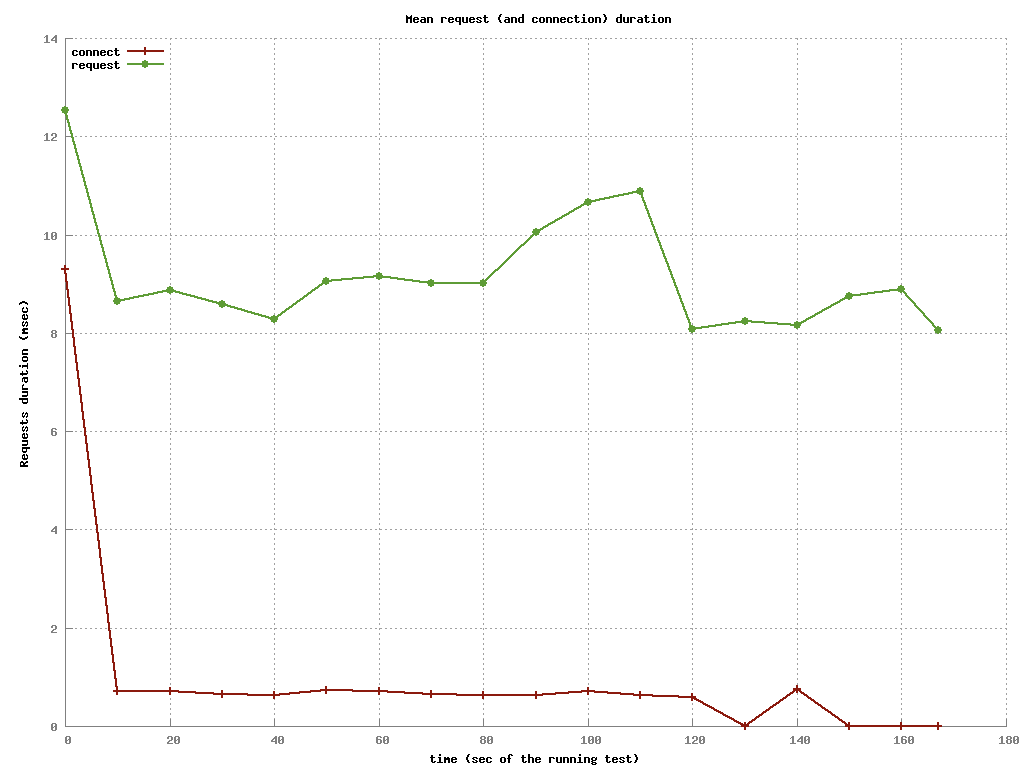 Mean request (and connection) duration
14
connect
request
12
10
8
6
4
2
0
Requests duration (msec)
0 20 40 60 80 100 120 140 160 180
time (sec of the running test)